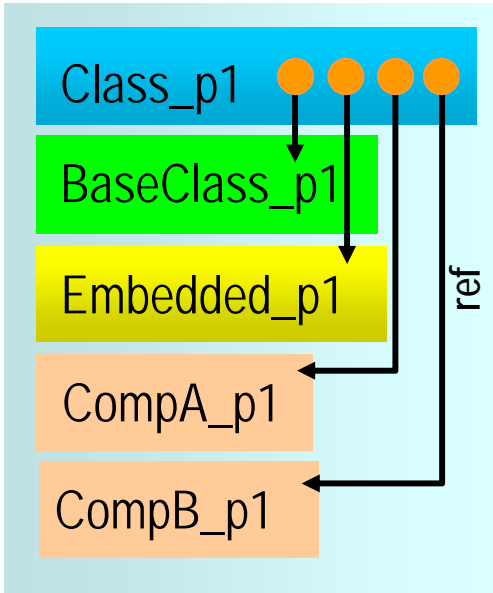 Class_p1
BaseClass_p1
Embedded_p1
ref
CompA_p1
CompB_p1